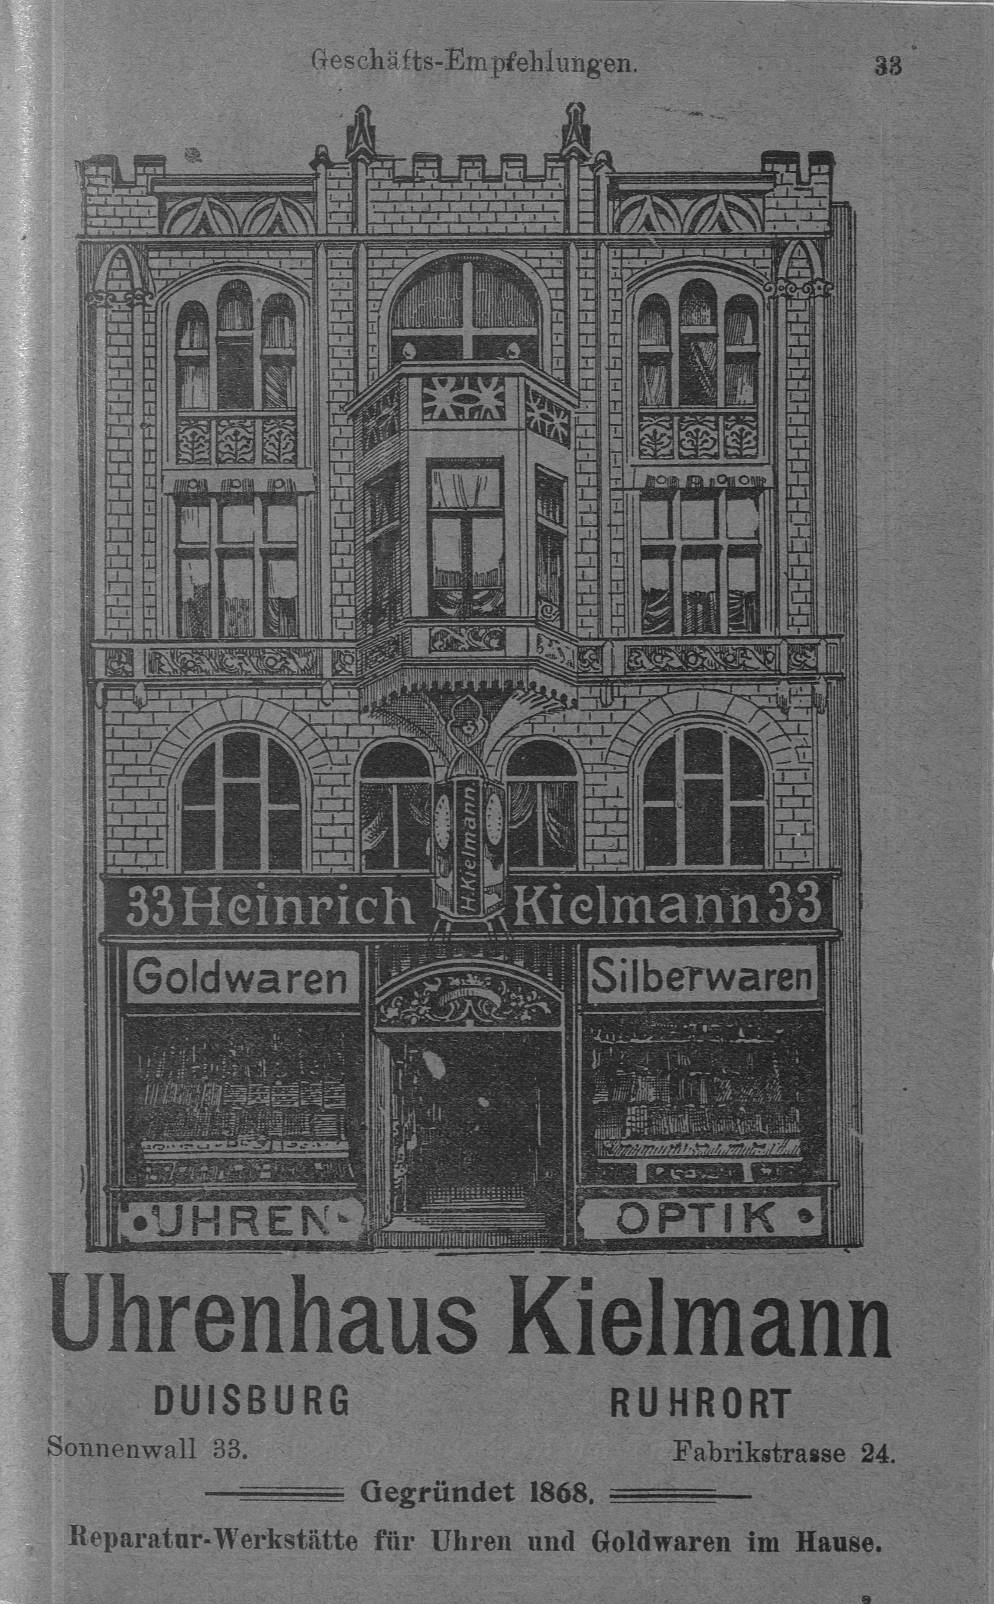 Geschäfts-Empfehlungen. 33
H. Kielmann.
33 Heinrich Kielmann 33
Goldwaren Silberwaren
UHREN OPTIK
Uhrenhaus Kielmann
DUISBURG RUHRORT
Sonnenwall 33. Fabrikstrasse 24.
Gegründet 1868.
Reparatur-Werkstätte für Uhren und Goldwaren im Hause.